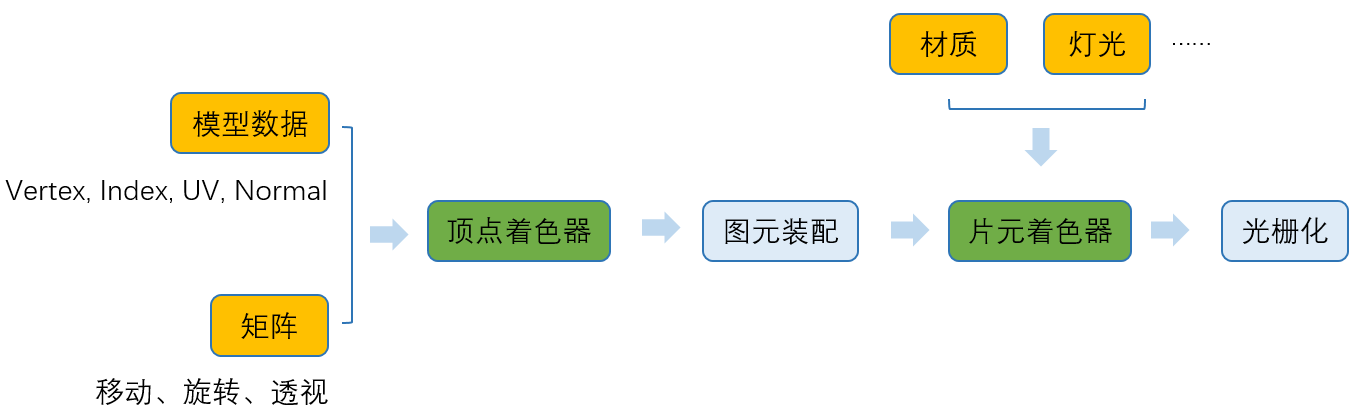 材质
灯光
……
模型数据
Vertex, Index, UV, Normal
顶点着色器
图元装配
片元着色器
光栅化
矩阵
移动、旋转、透视